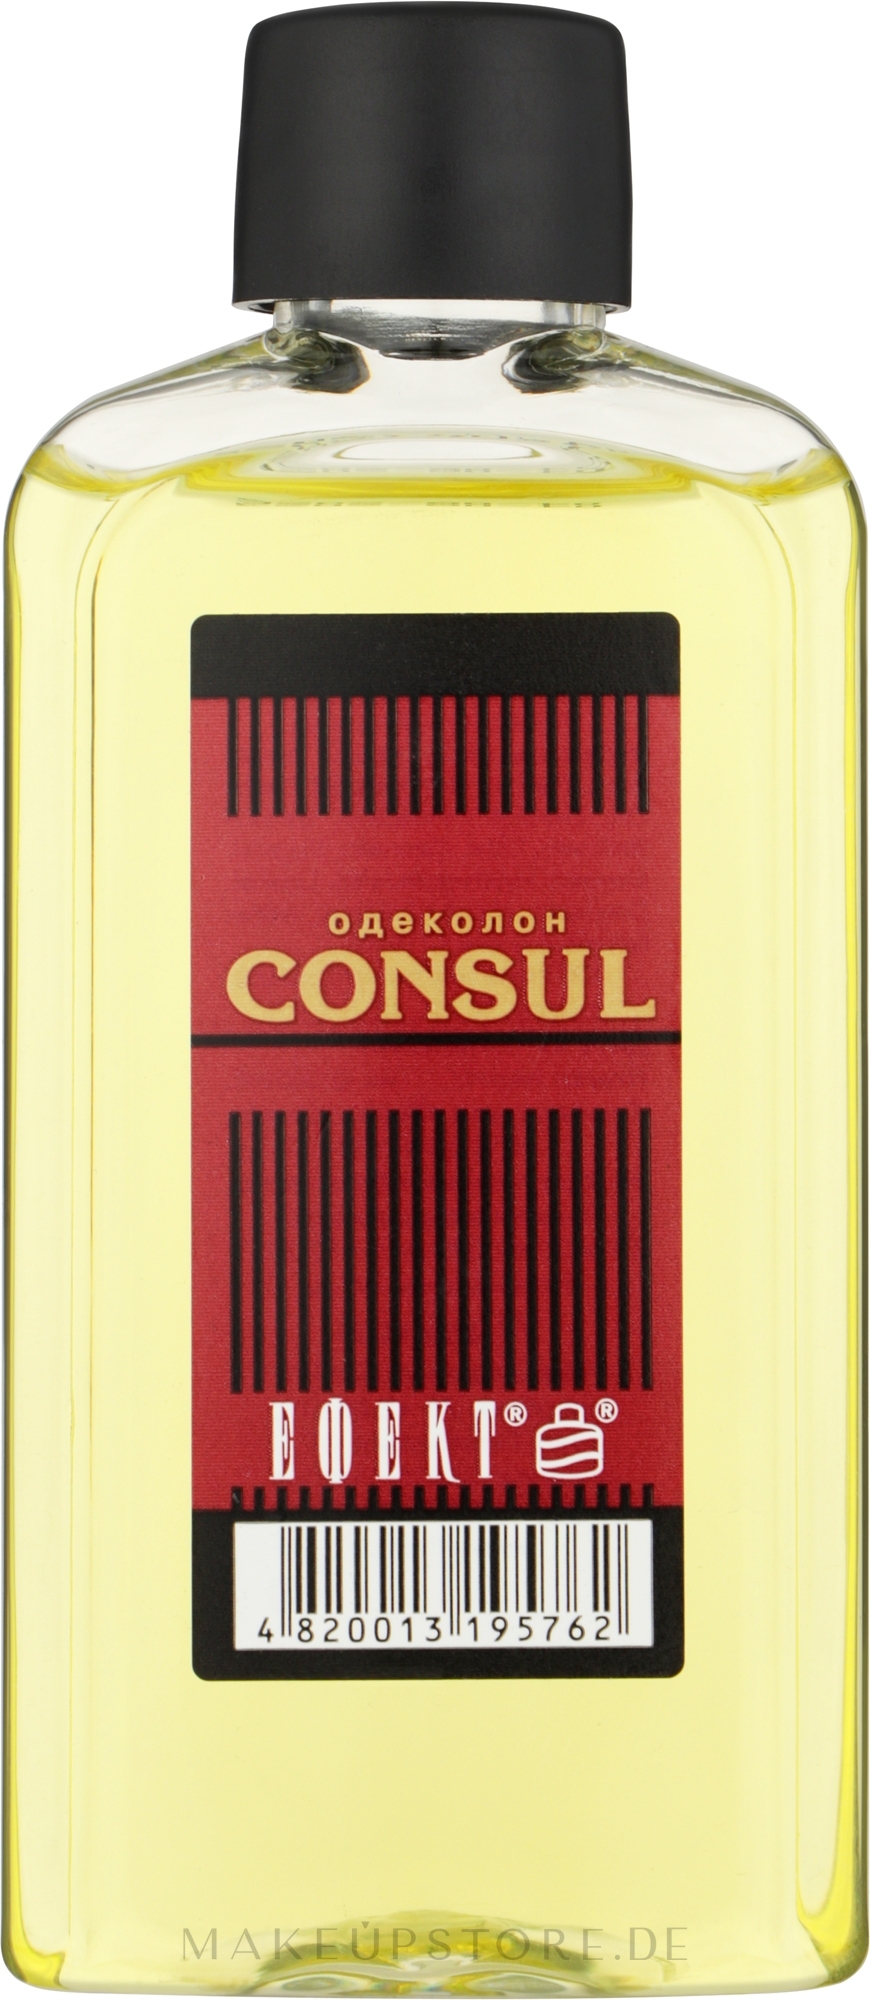 одеколон
CONSUL
ЕФЕКТ® ®
4 820013 195762
MAKEUPSTORE.DE